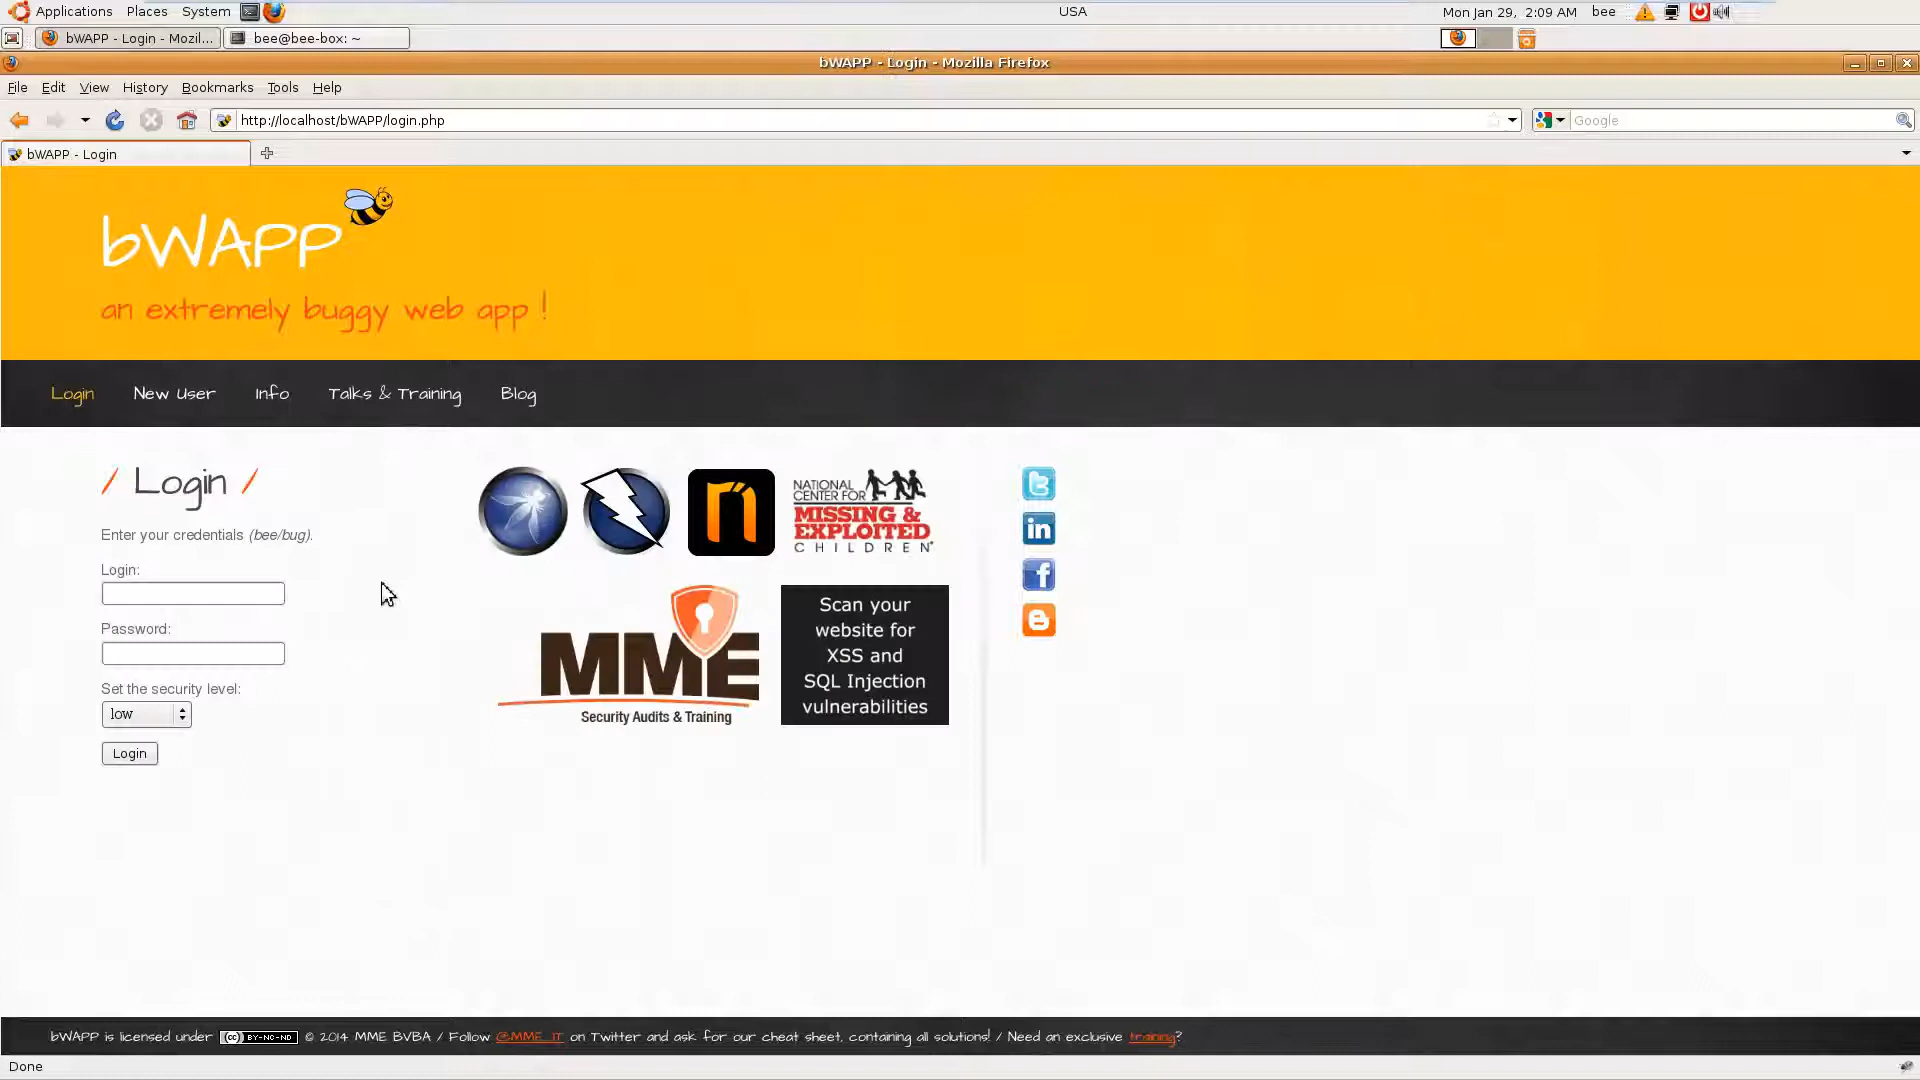 Applications Places System
USA
Mon Jan 29, 2:09 AM bee
bWAPP - Login - Mozil...
bee@bee-box: ~
bWAPP - Login - Mozilla Firefox
File Edit View History Bookmarks Tools Help
http://localhost/bWAPP/login.php
Google
bWAPP - Login
bWAPP
an extremely buggy web app !
Login New User Info Talks & Training Blog
/ Login /
Enter your credentials (bee/bug).
Login:
Password:
Set the security level:
low
Login
n
NATIONAL
CENTER FOR
MISSING &
EXPLOITED
CHILDREN®
MME
Security Audits & Training
Scan your
website for
XSS and
SQL Injection
vulnerabilities
t
in
f
B
bWAPP is licensed under (cc) BY-NC-ND © 2014 MME BVBA / Follow @MME_IT on Twitter and ask for our cheat sheet, containing all solutions! / Need an exclusive training?
Done